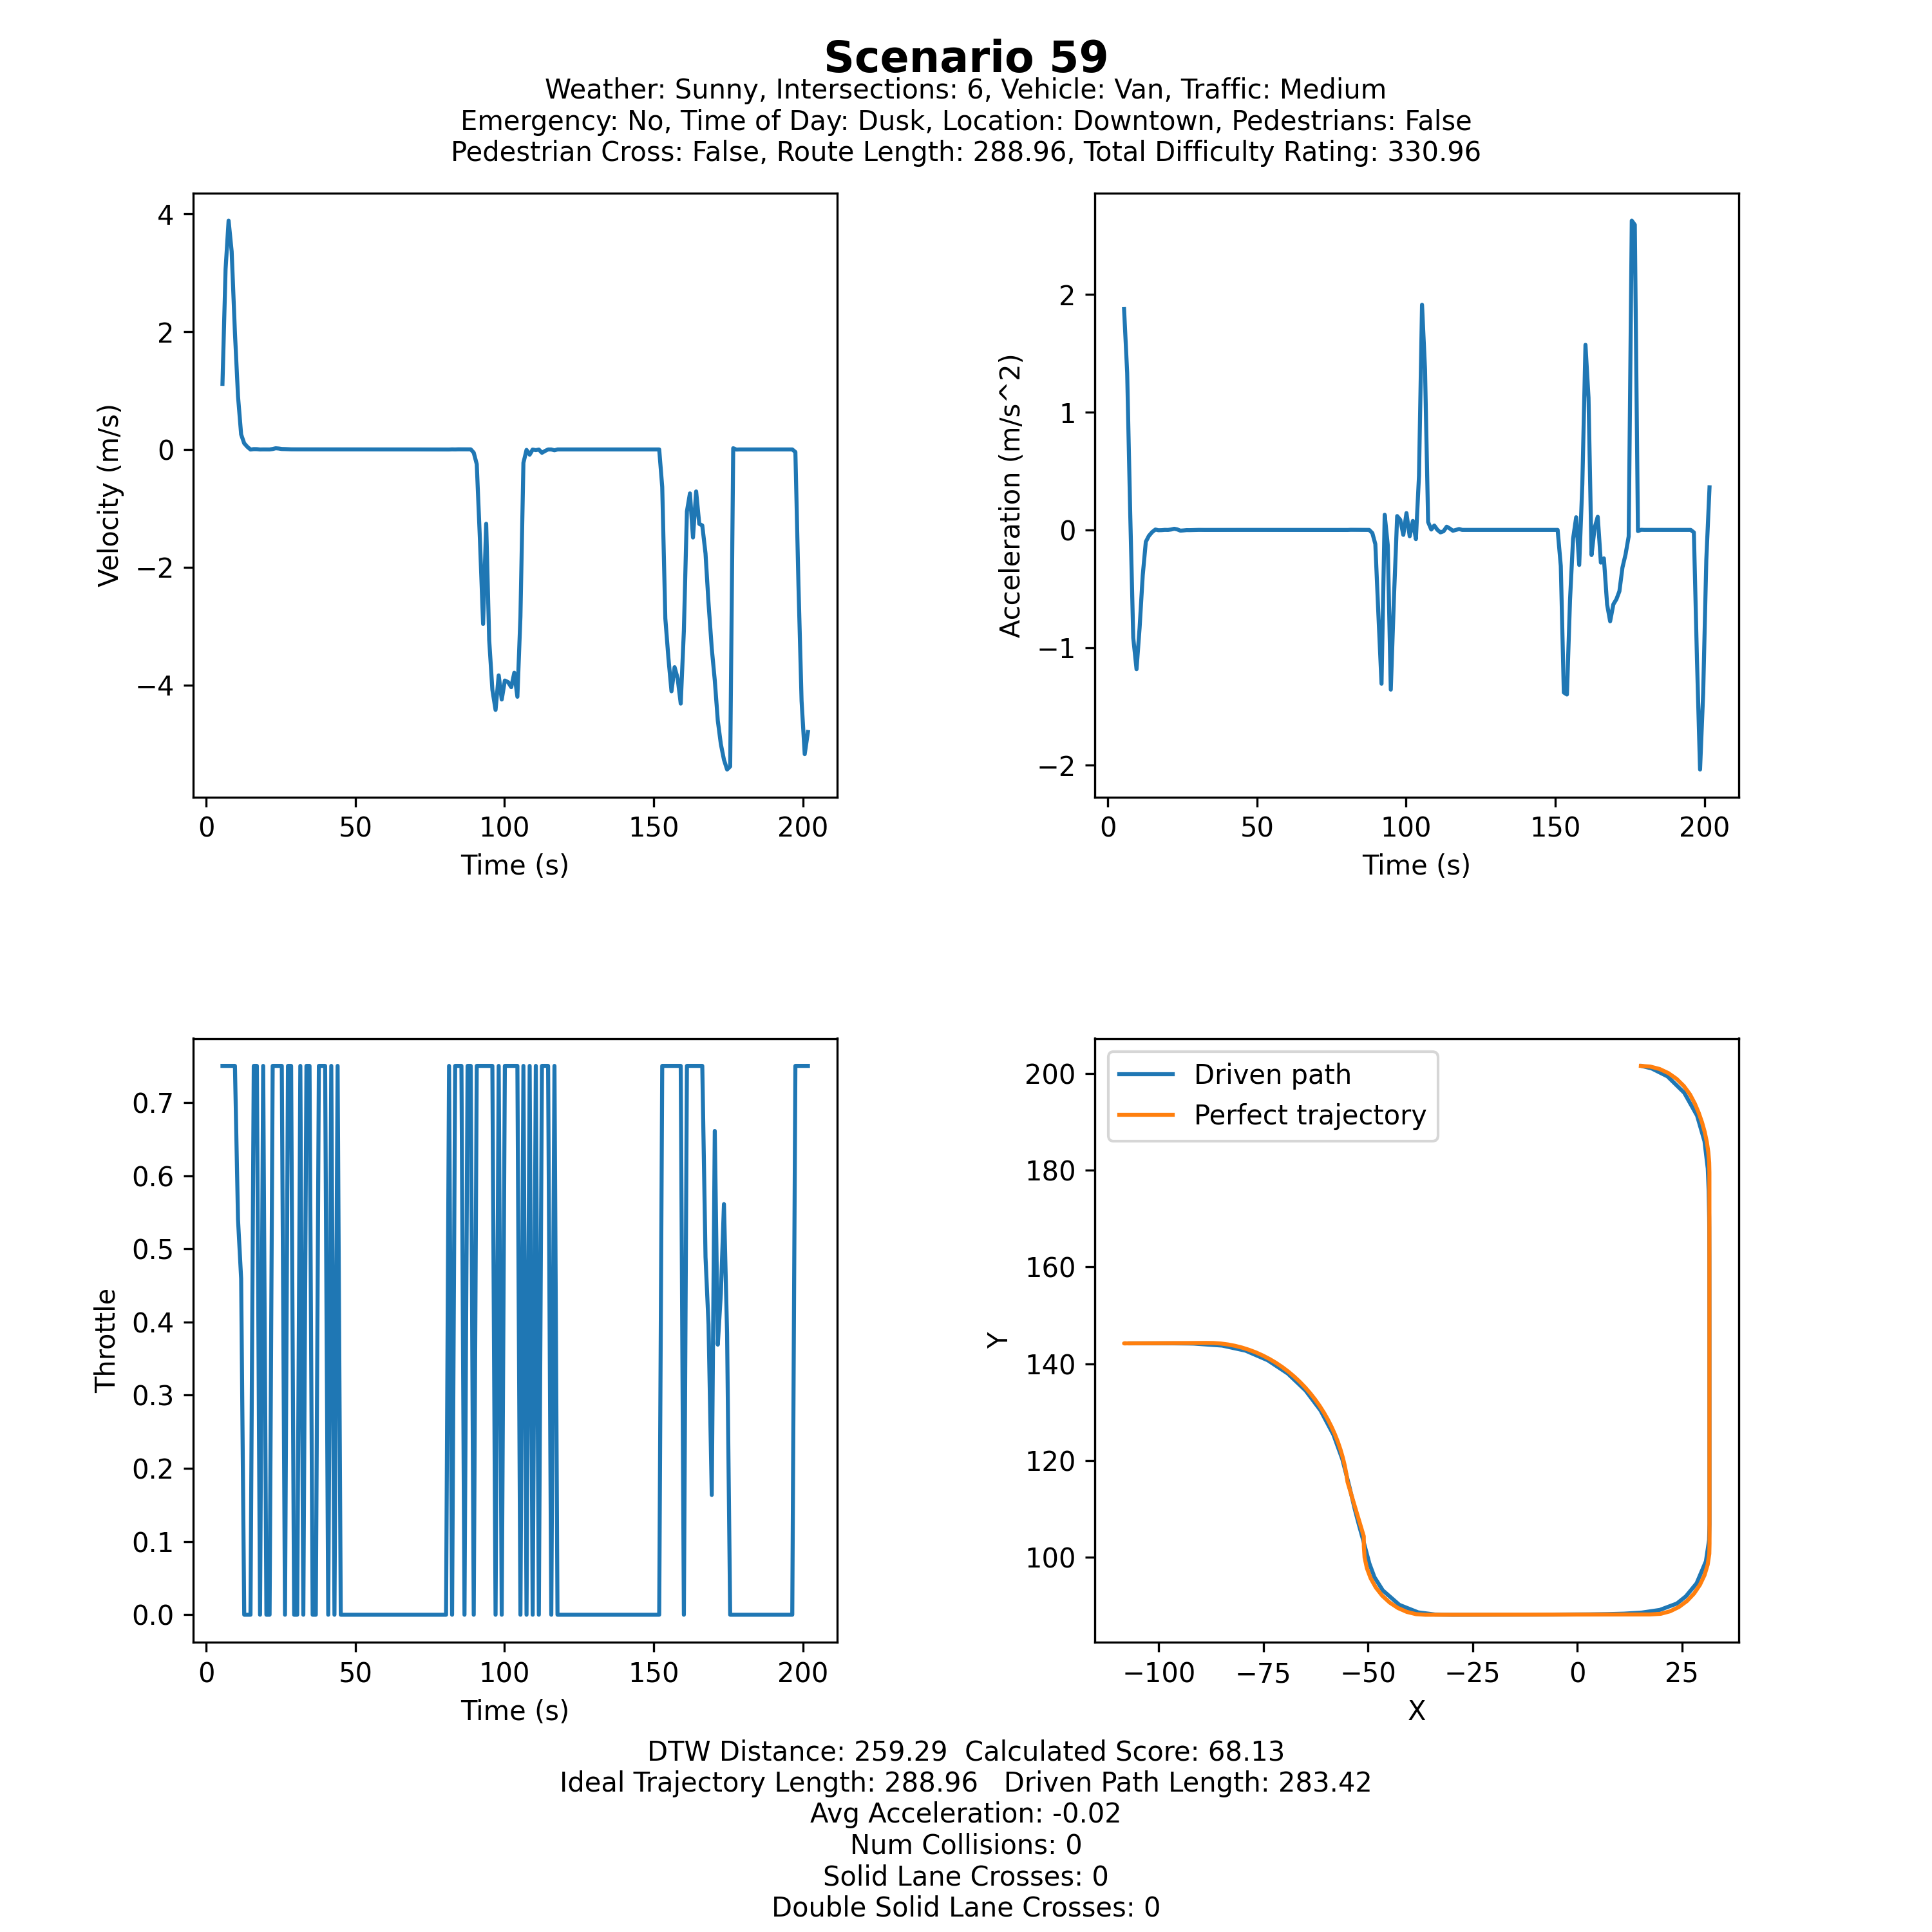 Scenario 59
Weather: Sunny, Intersections: 6, Vehicle: Van, Traffic: Medium
Emergency: No, Time of Day: Dusk, Location: Downtown, Pedestrians: False
Pedestrian Cross: False, Route Length: 288.96, Total Difficulty Rating: 330.96
4
2
0
−2
−4
Velocity (m/s)
0 50 100 150 200
Time (s)
2
1
0
−1
−2
Acceleration (m/s^2)
0 50 100 150 200
Time (s)
0.7
0.6
0.5
0.4
0.3
0.2
0.1
0.0
Throttle
0 50 100 150 200
Time (s)
Driven path
Perfect trajectory
200
180
160
140
120
100
Y
−100 −75 −50 −25 0 25
X
DTW Distance: 259.29  Calculated Score: 68.13
Ideal Trajectory Length: 288.96   Driven Path Length: 283.42
Avg Acceleration: -0.02
Num Collisions: 0
Solid Lane Crosses: 0
Double Solid Lane Crosses: 0